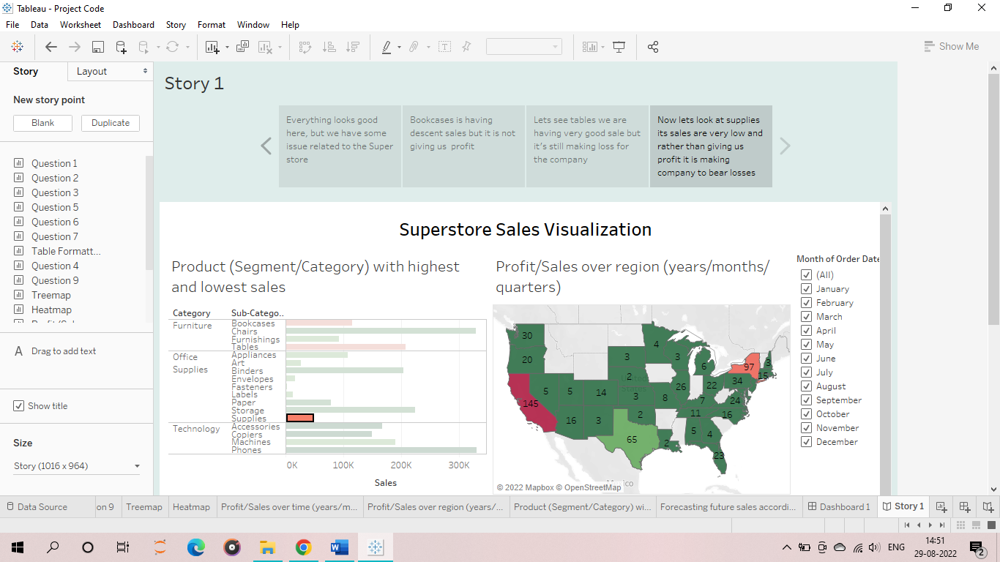 Tableau - Project Code
File Data Worksheet Dashboard Story Format Window Help
Show Me
Story Layout
New story point
Blank Duplicate
Question 1
Question 2
Question 3
Question 5
Question 6
Question 7
Table Formatt...
Question 4
Question 9
Treemap
Heatmap
Drag to add text
Show title
Size
Story (1016 x 964)
Story 1
Everything looks good
here, but we have some
issue related to the Super
store
Bookcases is having
descent sales but it is not
giving us profit
Lets see tables we are
having very good sale but
it's still making loss for
the company
Now lets look at supplies
its sales are very low and
rather than giving us
profit it is making
company to bear losses
Superstore Sales Visualization
Product (Segment/Category) with highest
and lowest sales
Category Sub-Catego..
Furniture Bookcases
Chairs
Furnishings
Tables
Office Appliances
Supplies Art
Binders
Envelopes
Fasteners
Labels
Paper
Storage
Supplies
Technology Accessories
Copiers
Machines
Phones
0K 100K 200K 300K
Sales
Profit/Sales over region (years/months/
quarters)
30
20
145
5
5
14
16
3
3
2
3
2
65
4
3
26
8
2
6
22
7
11
5
4
23
16
24
34
97
15
3
United
States
© 2022 Mapbox © OpenStreetMap
Month of Order Date
(All)
January
February
March
April
May
June
July
August
September
October
November
December
Data Source on 9 Treemap Heatmap Profit/Sales over time (years/m... Profit/Sales over region (years/... Product (Segment/Category) wi... Forecasting future sales accordi... Dashboard 1 Story 1
ENG
14:51
29-08-2022
2